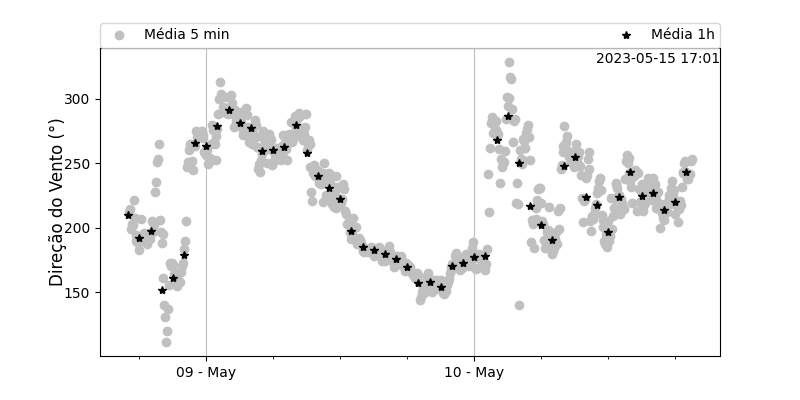 Média 5 min
Média 1h
2023-05-15 17:01
Direção do Vento (°)
300
250
200
150
09 - May
10 - May